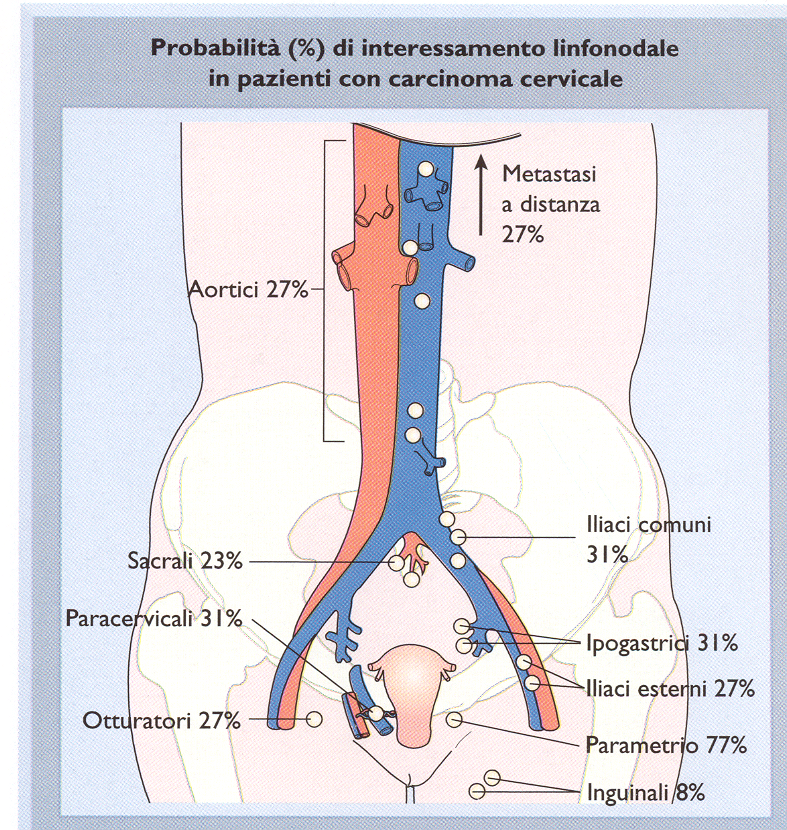 Probabilità (%) di interessamento linfonodale
in pazienti con carcinoma cervicale
Metastasi
a distanza
27%
Aortici 27%
Iliaci comuni
31%
Sacrali 23%
Paracervicali 31%
Ipogastrici 31%
Iliaci esterni 27%
Otturatori 27%
Parametrio 77%
Inguinali 8%